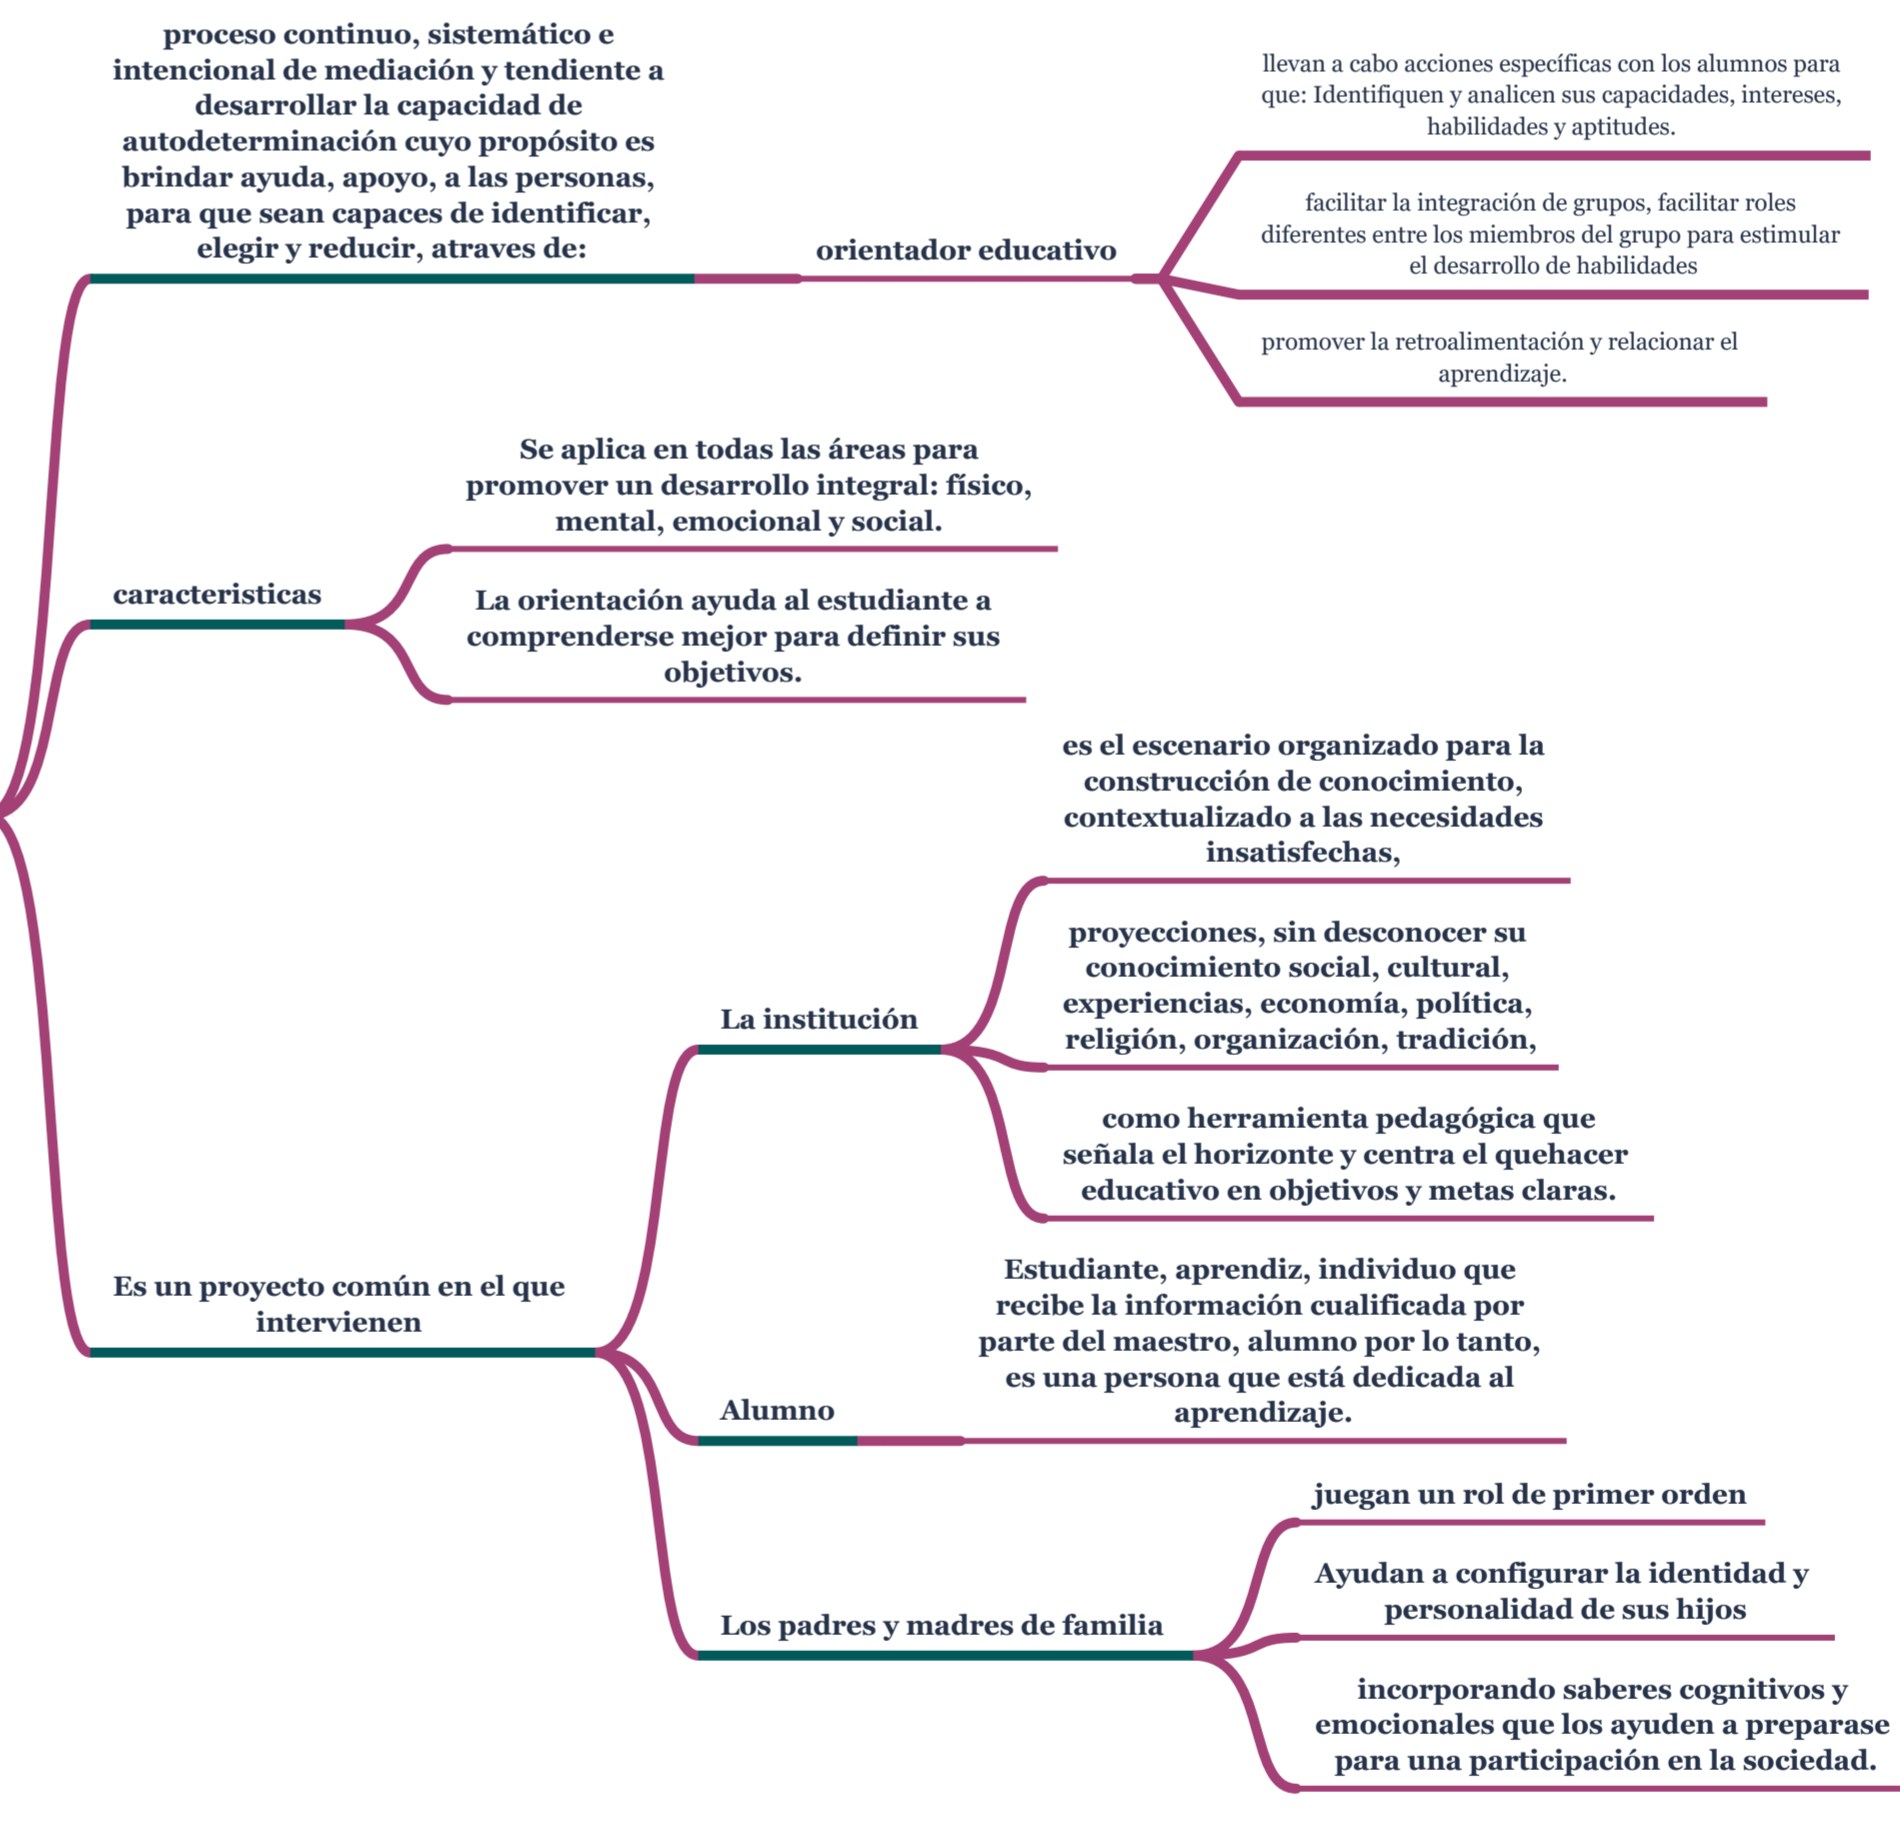 proceso continuo, sistemático e
intencional de mediación y tendiente a
desarrollar la capacidad de
autodeterminación cuyo propósito es
brindar ayuda, apoyo, a las personas,
para que sean capaces de identificar,
elegir y reducir, atraves de:
orientador educativo
llevan a cabo acciones específicas con los alumnos para
que: Identifiquen y analicen sus capacidades, intereses,
habilidades y aptitudes.
facilitar la integración de grupos, facilitar roles
diferentes entre los miembros del grupo para estimular
el desarrollo de habilidades
promover la retroalimentación y relacionar el
aprendizaje.
caracteristicas
Se aplica en todas las áreas para
promover un desarrollo integral: físico,
mental, emocional y social.
La orientación ayuda al estudiante a
comprenderse mejor para definir sus
objetivos.
Es un proyecto común en el que
intervienen
La institución
es el escenario organizado para la
construcción de conocimiento,
contextualizado a las necesidades
insatisfechas,
proyecciones, sin desconocer su
conocimiento social, cultural,
experiencias, economía, política,
religión, organización, tradición,
como herramienta pedagógica que
señala el horizonte y centra el quehacer
educativo en objetivos y metas claras.
Alumno
Estudiante, aprendiz, individuo que
recibe la información cualificada por
parte del maestro, alumno por lo tanto,
es una persona que está dedicada al
aprendizaje.
Los padres y madres de familia
juegan un rol de primer orden
Ayudan a configurar la identidad y
personalidad de sus hijos
incorporando saberes cognitivos y
emocionales que los ayuden a preparase
para una participación en la sociedad.